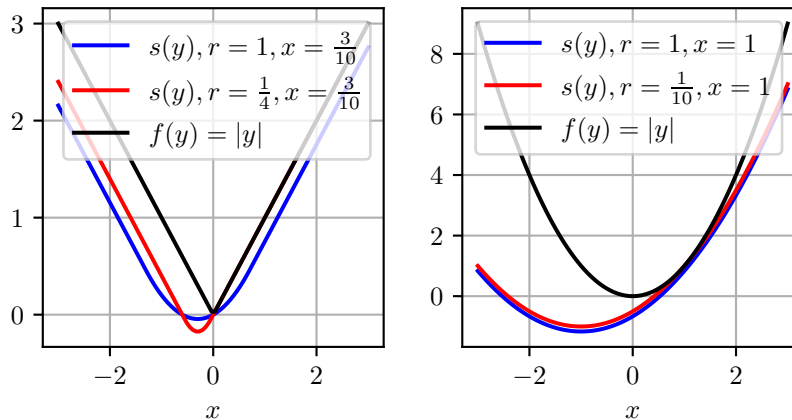 3
2
1
0
s(y), r = 1, x = 3/10
s(y), r = 1/4, x = 3/10
f(y) = |y|
−2
0
2
x
8
6
4
2
0
s(y), r = 1, x = 1
s(y), r = 1/10, x = 1
f(y) = |y|
−2
0
2
x